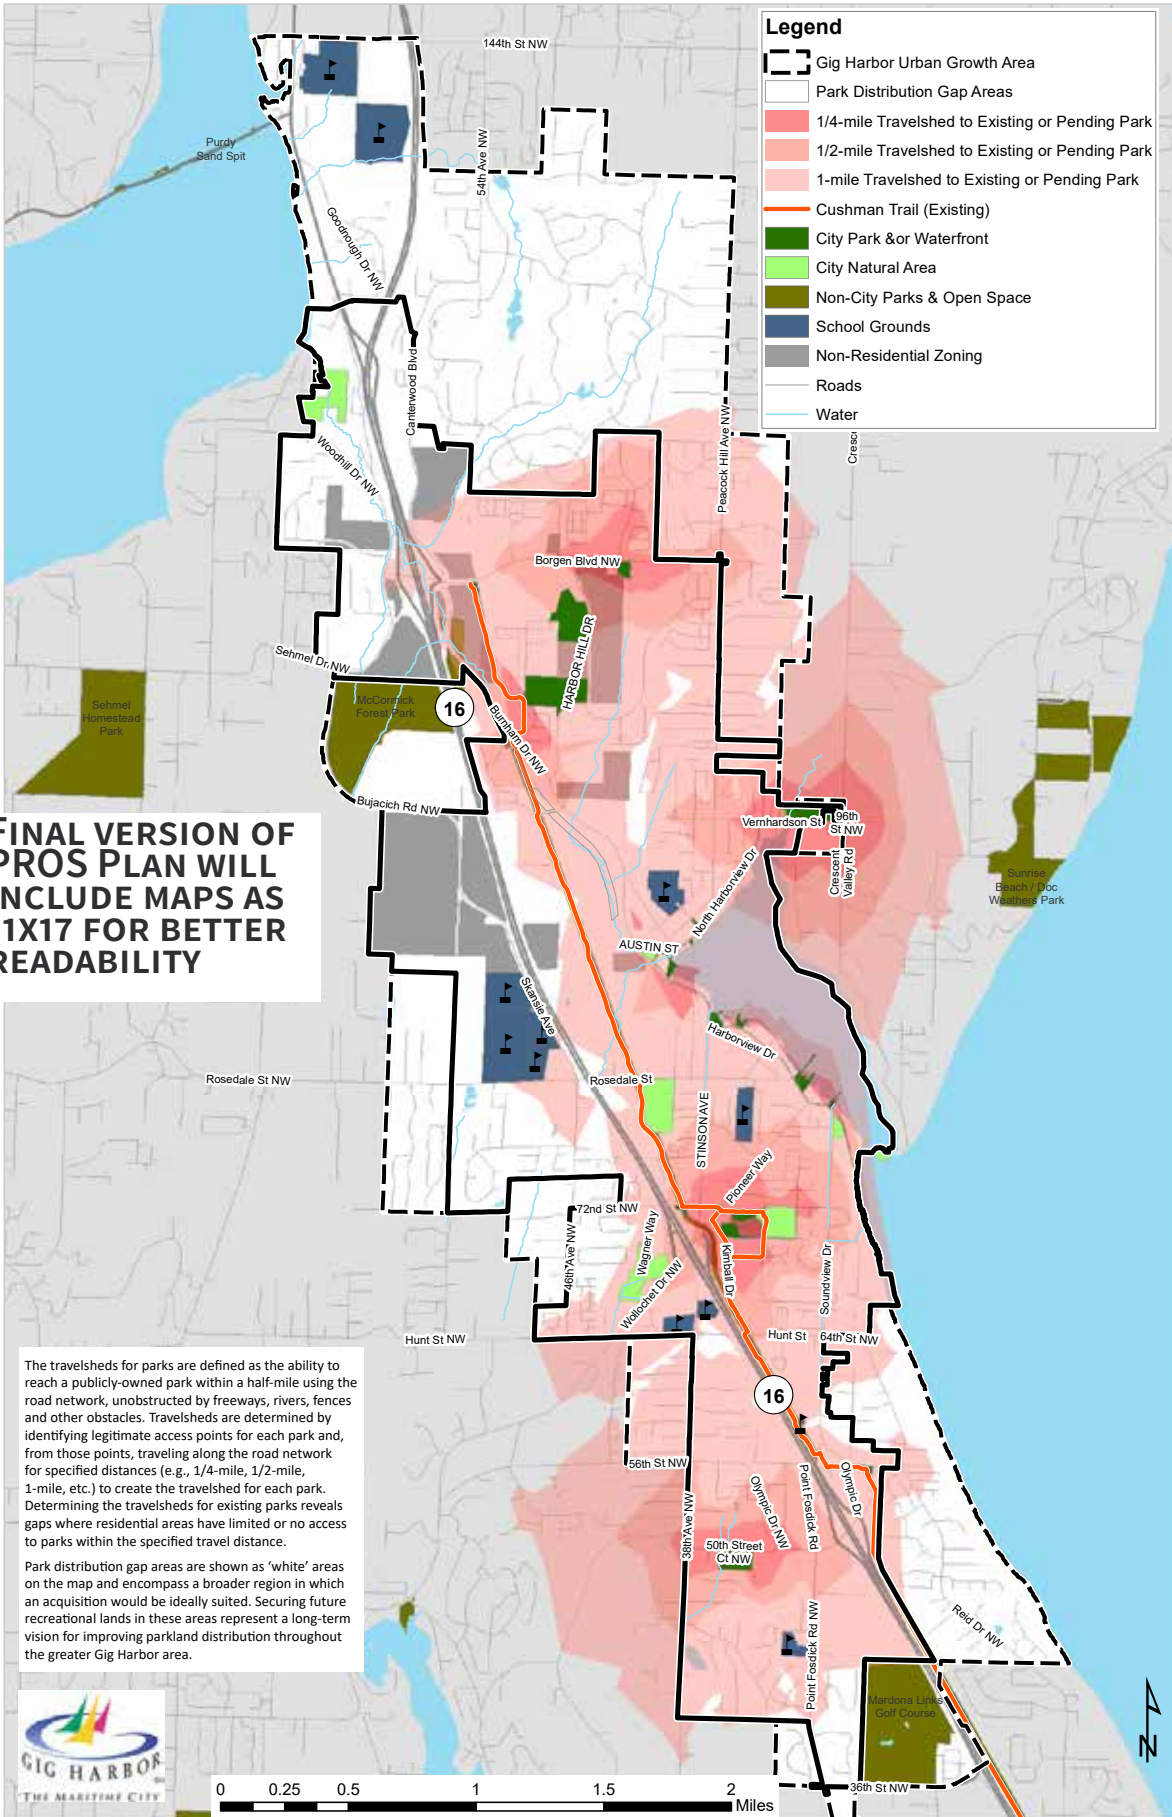 Legend
Gig Harbor Urban Growth Area
Park Distribution Gap Areas
1/4-mile Travelshed to Existing or Pending Park
1/2-mile Travelshed to Existing or Pending Park
1-mile Travelshed to Existing or Pending Park
Cushman Trail (Existing)
City Park &or Waterfront
City Natural Area
Non-City Parks & Open Space
School Grounds
Non-Residential Zoning
Roads
Water
144th St NW
Purdy
Sand Spit
54th Ave NW
Goodnough Dr NW
Canterwood Blvd
Peacock Hill Ave NW
Cresc
Woodhill Dr NW
Borgen Blvd NW
HARBOR HILL DR
Sehmel Dr NW
Sehmel
Homestead
Park
McCormick
Forest Park
16
Burnham Dr NW
Bujacich Rd NW
Vernhardson St
96th
St NW
Crescent
Valley Rd
North Harborview Dr
Sunrise
Beach / Doc
Weathers Park
FINAL VERSION OF
PROS PLAN WILL
INCLUDE MAPS AS
1X17 FOR BETTER
READABILITY
AUSTIN ST
Skansie Ave
Harborview Dr
Rosedale St NW
Rosedale St
STINSON AVE
Pioneer Way
72nd St NW
46th Ave NW
Wagner Way
Wollochet Dr NW
Kimball Dr
Soundview Dr
Hunt St NW
Hunt St
64th St NW
16
56th St NW
38th Ave NW
Olympic Dr NW
Point Fosdick Rd
Olympic Dr
50th Street
Ct NW
Point Fosdick Rd NW
Reid Dr NW
Mardona Links
Golf Course
36th St NW
The travelsheds for parks are defined as the ability to
reach a publicly-owned park within a half-mile using the
road network, unobstructed by freeways, rivers, fences
and other obstacles. Travelsheds are determined by
identifying legitimate access points for each park and,
from those points, traveling along the road network
for specified distances (e.g., 1/4-mile, 1/2-mile,
1-mile, etc.) to create the travelshed for each park.
Determining the travelsheds for existing parks reveals
gaps where residential areas have limited or no access
to parks within the specified travel distance.
Park distribution gap areas are shown as ‘white’ areas
on the map and encompass a broader region in which
an acquisition would be ideally suited. Securing future
recreational lands in these areas represent a long-term
vision for improving parkland distribution throughout
the greater Gig Harbor area.
GIG HARBOR
THE MARITIME CITY
0 0.25 0.5 1 1.5 2
Miles
N